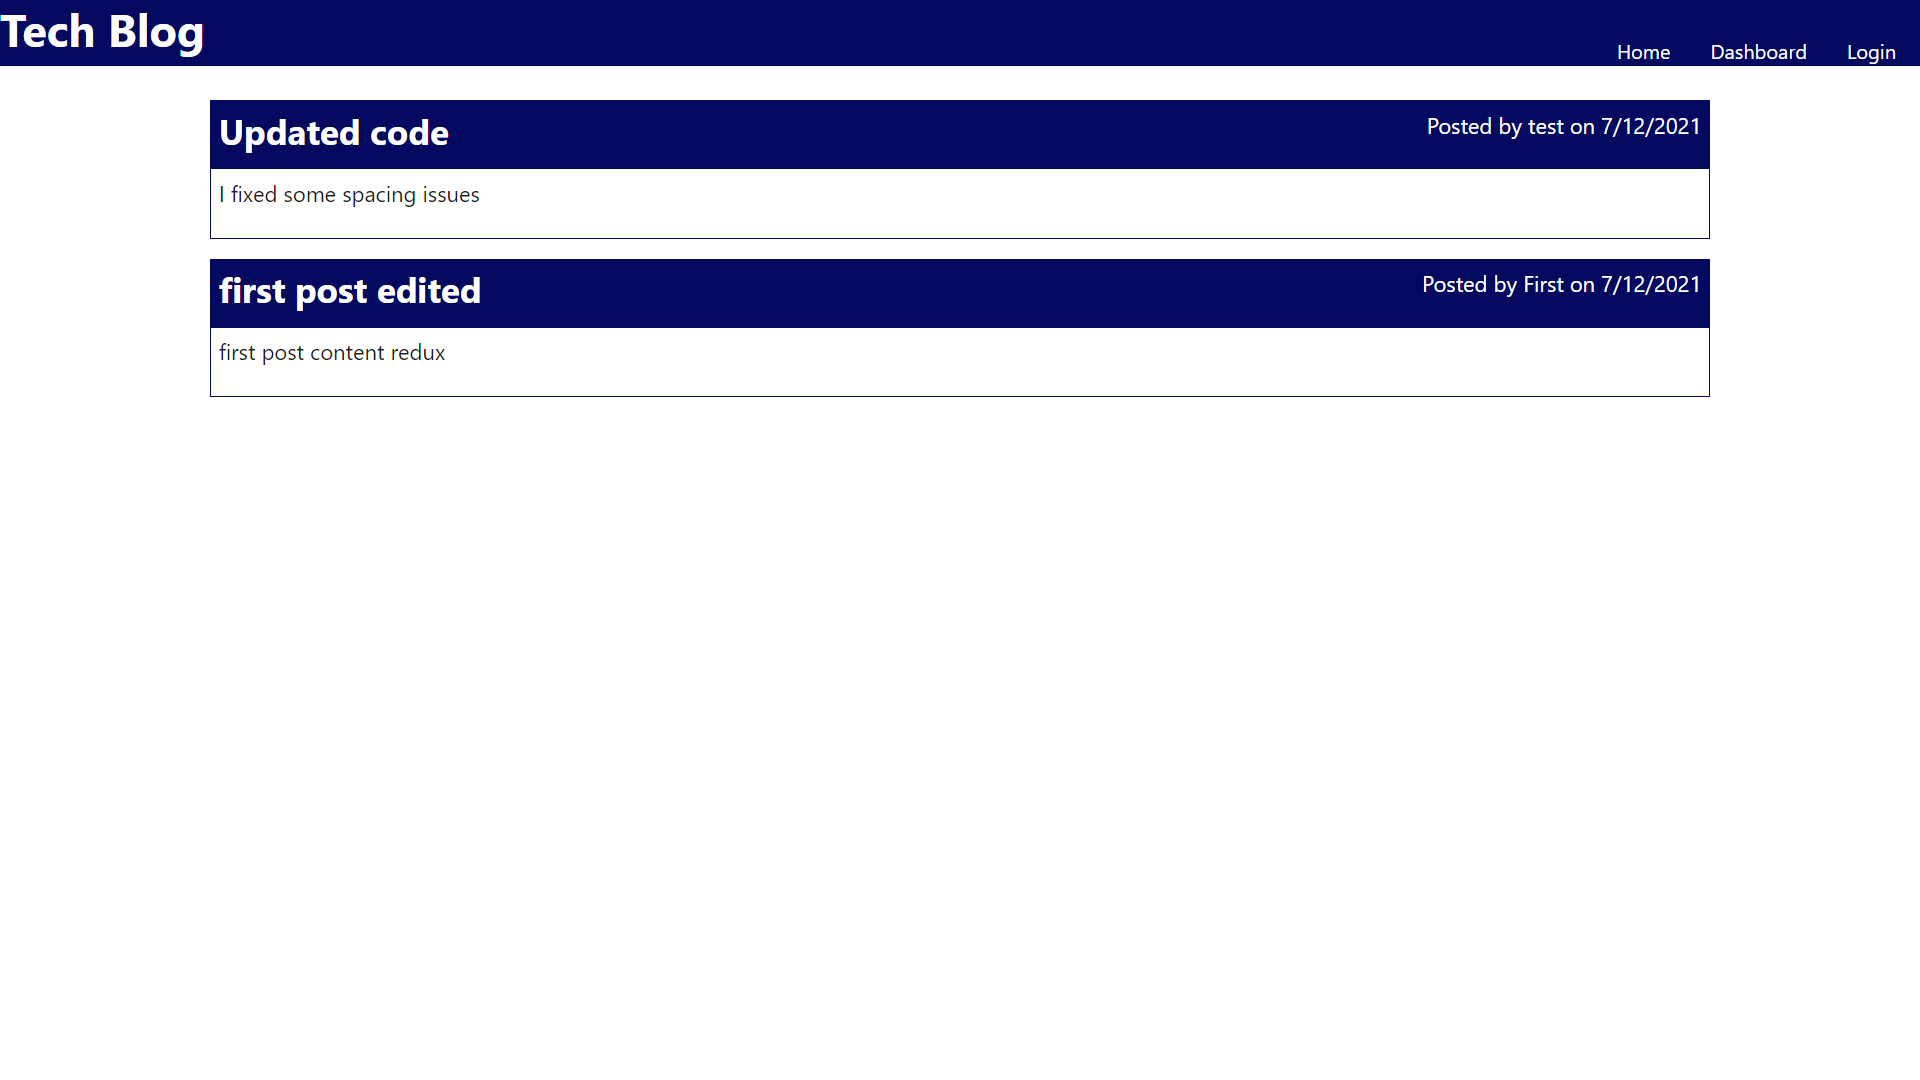 Tech Blog
Home Dashboard Login
Updated code Posted by test on 7/12/2021
I fixed some spacing issues
first post edited Posted by First on 7/12/2021
first post content redux